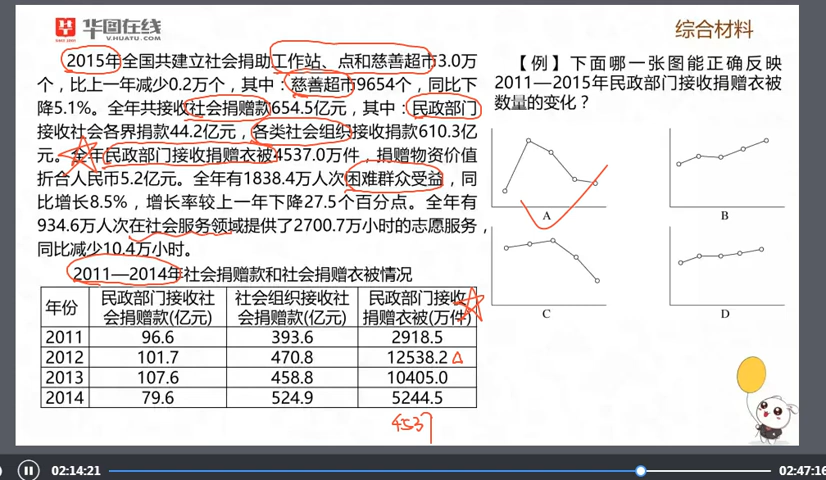 华图在线
V.HUATU.COM
综合材料
2015年全国共建立社会捐助工作站、点和慈善超市3.0万
个，比上一年减少0.2万个，其中：慈善超市9654个，同比下
降5.1%。全年共接收社会捐赠款654.5亿元，其中：民政部门
接收社会各界捐款44.2亿元，各类社会组织接收捐款610.3亿
元。全年民政部门接收捐赠衣被4537.0万件，捐赠物资价值
折合人民币5.2亿元。全年有1838.4万人次困难群众受益，同
比增长8.5%，增长率较上一年下降27.5个百分点。全年有
934.6万人次在社会服务领域提供了2700.7万小时的志愿服务，
同比减少10.4万小时。
2011—2014年社会捐赠款和社会捐赠衣被情况
年份 民政部门接收社会捐赠款(亿元) 社会组织接收社会捐赠款(亿元) 民政部门接收捐赠衣被(万件)
2011 96.6 393.6 2918.5
2012 101.7 470.8 12538.2
2013 107.6 458.8 10405.0
2014 79.6 524.9 5244.5
4537
【例】下面哪一张图能正确反映
2011—2015年民政部门接收捐赠衣被
数量的变化？
A
B
C
D
02:14:21
02:47:16